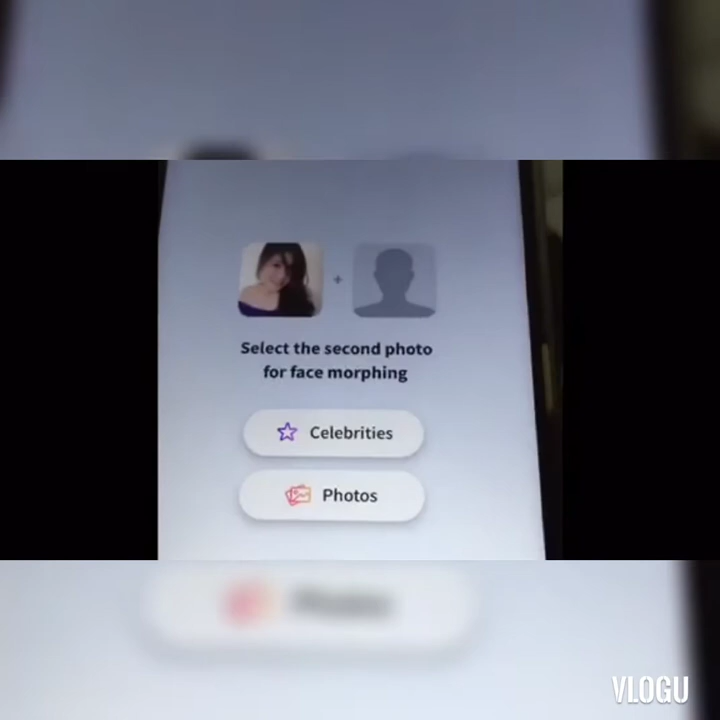 +
Select the second photo
for face morphing
Celebrities
Photos
VLOGU